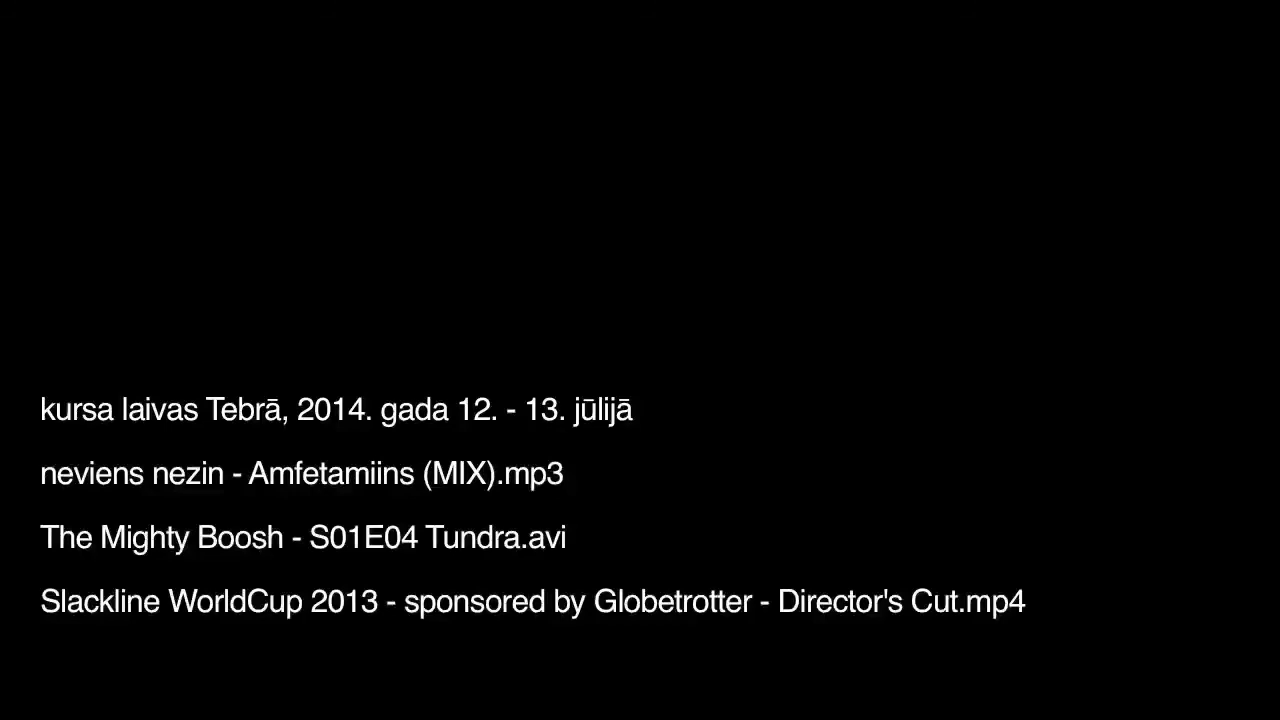 kursa laivas Tebrā, 2014. gada 12. - 13. jūlijā
neviens nezin - Amfetamiins (MIX).mp3
The Mighty Boosh - S01E04 Tundra.avi
Slackline WorldCup 2013 - sponsored by Globetrotter - Director's Cut.mp4